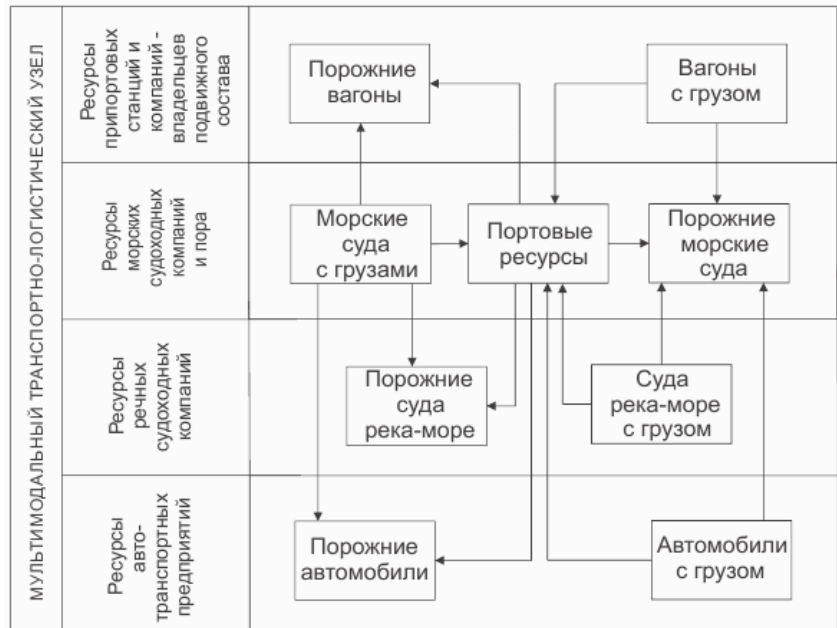 МУЛЬТИМОДАЛЬНЫЙ ТРАНСПОРТНО-ЛОГИСТИЧЕСКИЙ УЗЕЛ
Ресурсы
припортовых
станций и
компаний -
владельцев
подвижного
состава
Порожние
вагоны
Вагоны
с грузом
Ресурсы
морских
судоходных
компаний
и пора
Морские
суда
с грузами
Портовые
ресурсы
Порожние
морские
суда
Ресурсы
речных
судоходных
компаний
Порожние
суда
река-море
Суда
река-море
с грузом
Ресурсы
авто-
транспортных
предприятий
Порожние
автомобили
Автомобили
с грузом